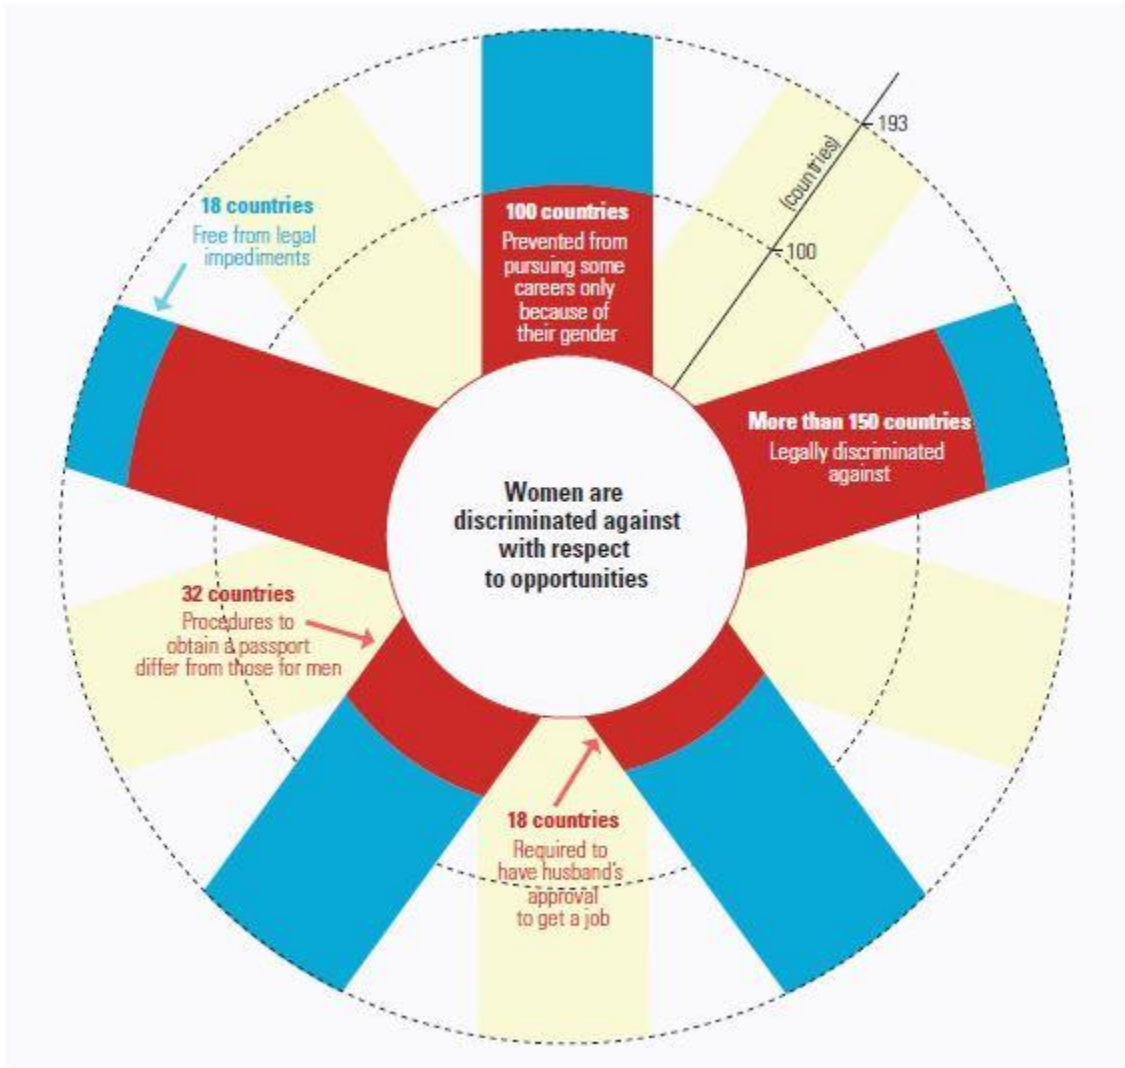 193
(countries)
100
18 countries
Free from legal
impediments
100 countries
Prevented from
pursuing some
careers only
because of
their gender
More than 150 countries
Legally discriminated
against
Women are
discriminated against
with respect
to opportunities
32 countries
Procedures to
obtain a passport
differ from those for men
18 countries
Required to
have husband's
approval
to get a job